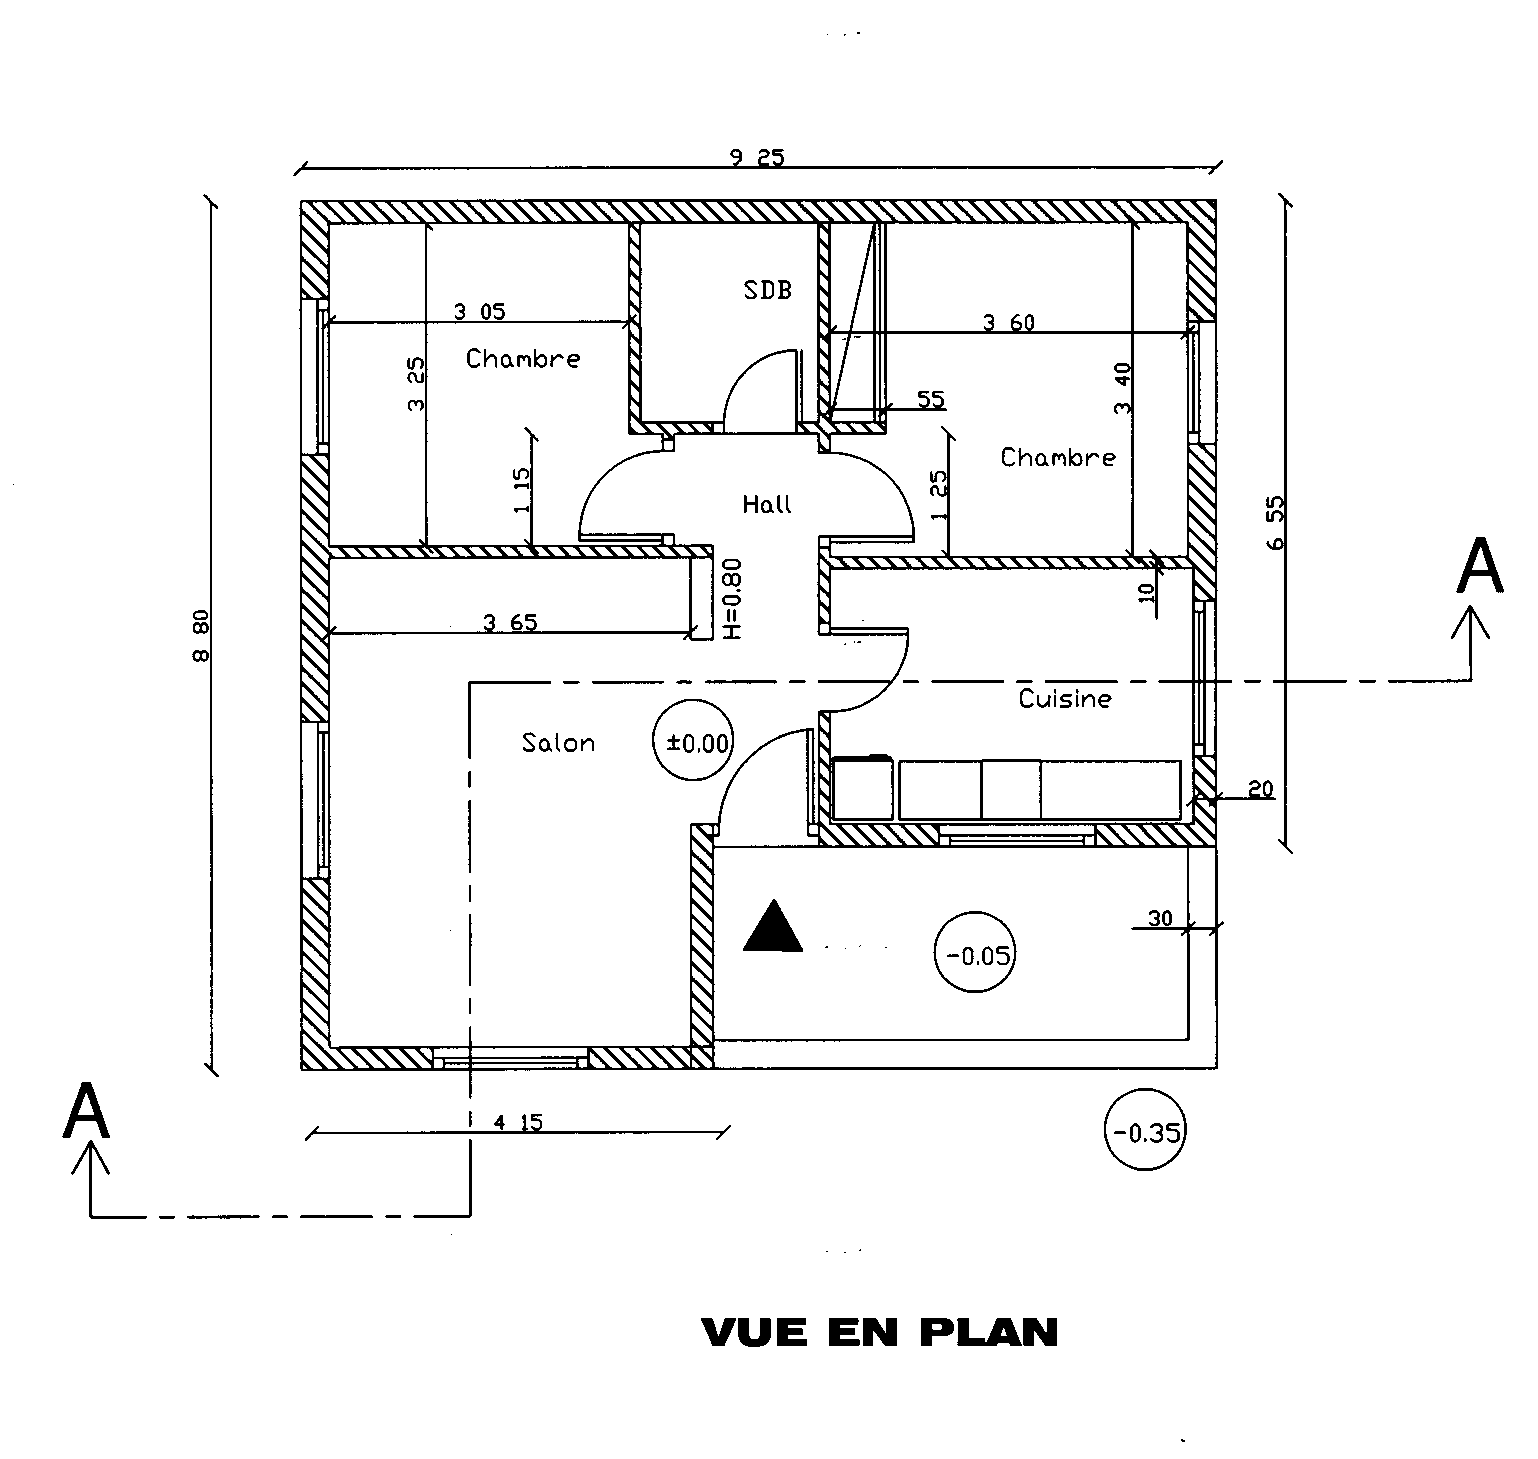 9 25
SDB
3 05
3 60
Chambre
3 25
3 40
55
Chambre
1 15
Hall
1 25
6 55
A
H=0.80
10
8 80
3 65
Cuisine
Salon
±0.00
20
30
-0.05
A
4 15
-0.35
VUE EN PLAN